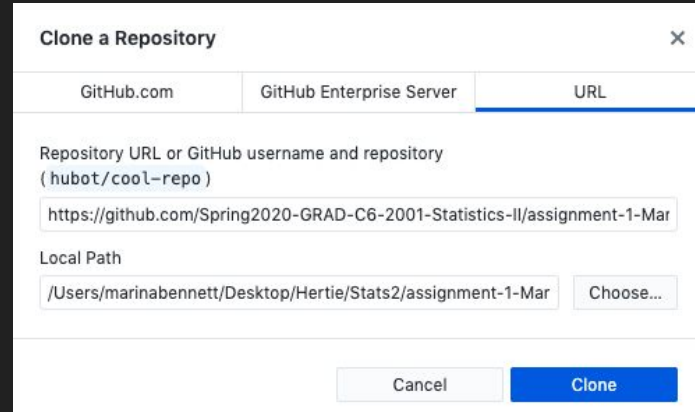 Clone a Repository
GitHub.com GitHub Enterprise Server URL
Repository URL or GitHub username and repository
(hubot/cool-repo)
https://github.com/Spring2020-GRAD-C6-2001-Statistics-II/assignment-1-Mar
Local Path
/Users/marinabennett/Desktop/Hertie/Stats2/assignment-1-Mar Choose...
Cancel Clone